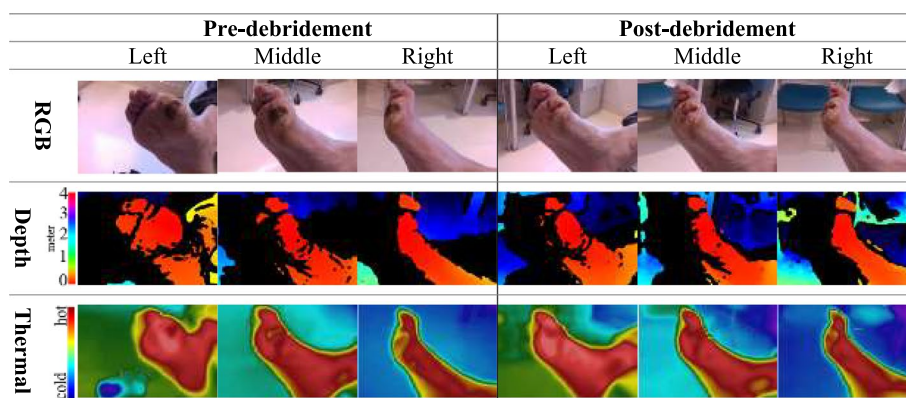 Pre-debridement Post-debridement
Left Middle Right Left Middle Right
RGB
Depth
meter
4
3
2
1
0
Thermal
hot
cold